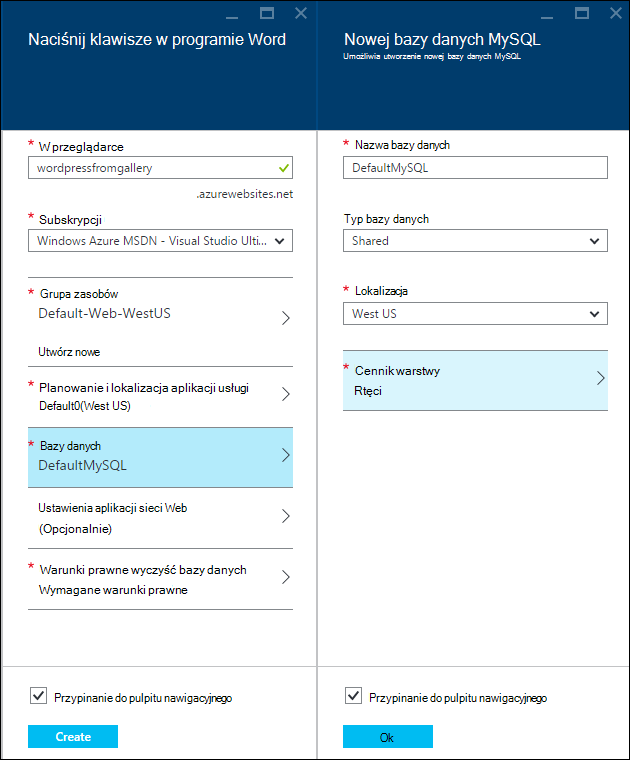 Naciśnij klawisze w programie Word
* W przeglądarce
wordpressfromgallery
.azurewebsites.net
* Subskrypcji
Windows Azure MSDN - Visual Studio Ulti...
* Grupa zasobów
Default-Web-WestUS
Utwórz nowe
* Planowanie i lokalizacja aplikacji usługi
Default0(West US)
* Bazy danych
DefaultMySQL
Ustawienia aplikacji sieci Web
(Opcjonalnie)
* Warunki prawne wyczyść bazy danych
Wymagane warunki prawne
Przypinanie do pulpitu nawigacyjnego
Create
Nowej bazy danych MySQL
Umożliwia utworzenie nowej bazy danych MySQL
* Nazwa bazy danych
DefaultMySQL
Typ bazy danych
Shared
* Lokalizacja
West US
* Cennik warstwy
Rtęci
Przypinanie do pulpitu nawigacyjnego
Ok